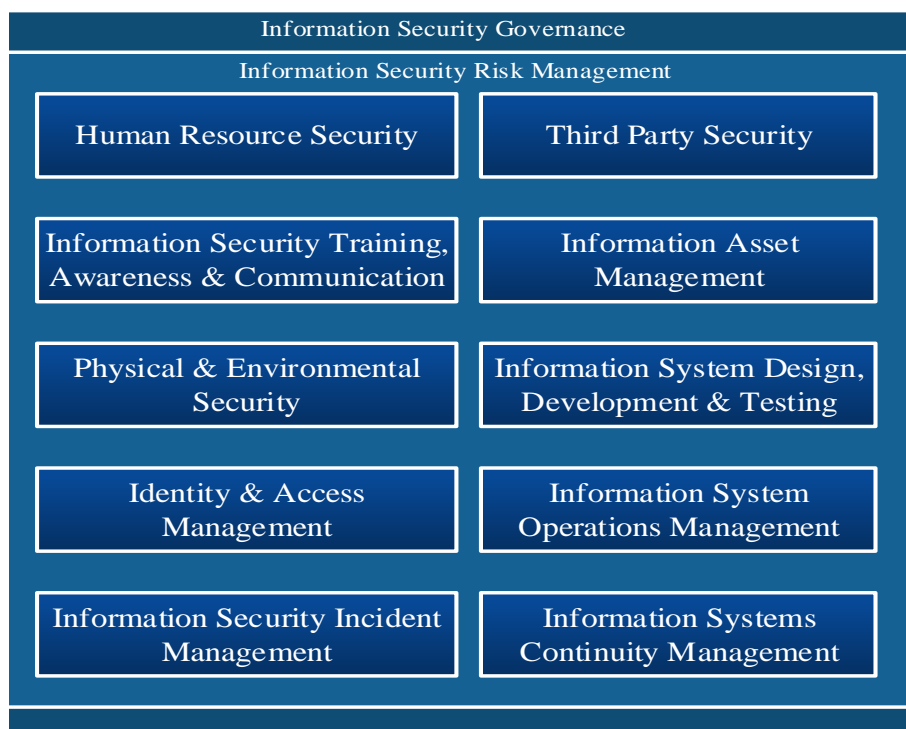 Information Security Governance
Information Security Risk Management
Human Resource Security
Third Party Security
Information Security Training,
Awareness & Communication
Information Asset
Management
Physical & Environmental
Security
Information System Design,
Development & Testing
Identity & Access
Management
Information System
Operations Management
Information Security Incident
Management
Information Systems
Continuity Management